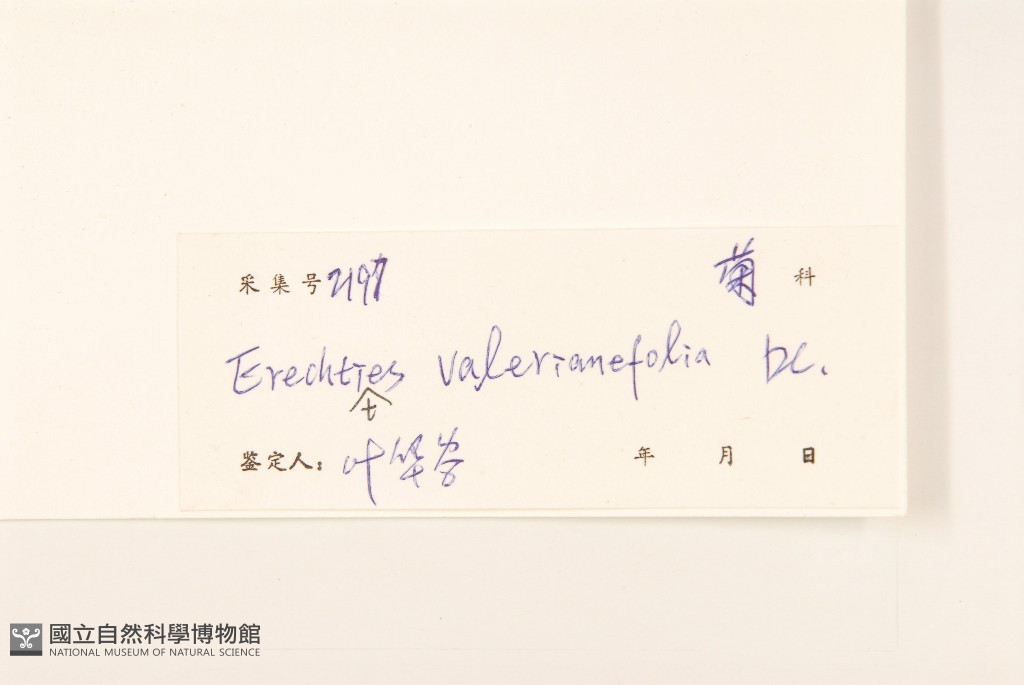 采集号 2197 菊 科
Erechties valerianefolia DC.
t
鉴定人: 叶华谷 年 月 日
國立自然科學博物館
NATIONAL MUSEUM OF NATURAL SCIENCE